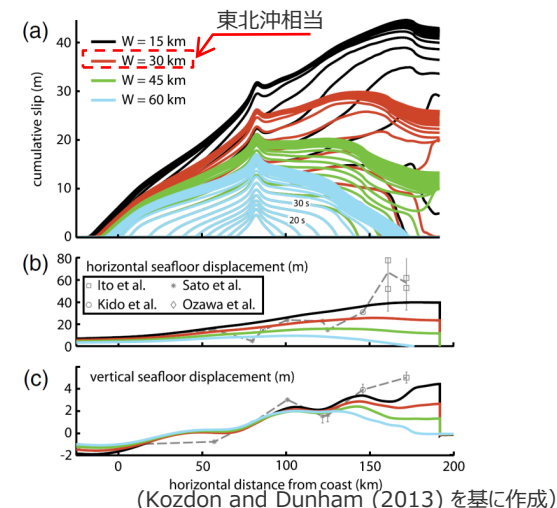 東北沖相当
(a)
40
30
20
10
0
cumulative slip (m)
W = 15 km
W = 30 km
W = 45 km
W = 60 km
30 s
20 s
(b)
80
60
40
20
0
horizontal seafloor displacement (m)
Ito et al. Sato et al.
Kido et al. Ozawa et al.
(c)
6
4
2
0
-2
vertical seafloor displacement (m)
0 50 100 150 200
horizontal distance from coast (km)
(Kozdon and Dunham (2013) を基に作成)